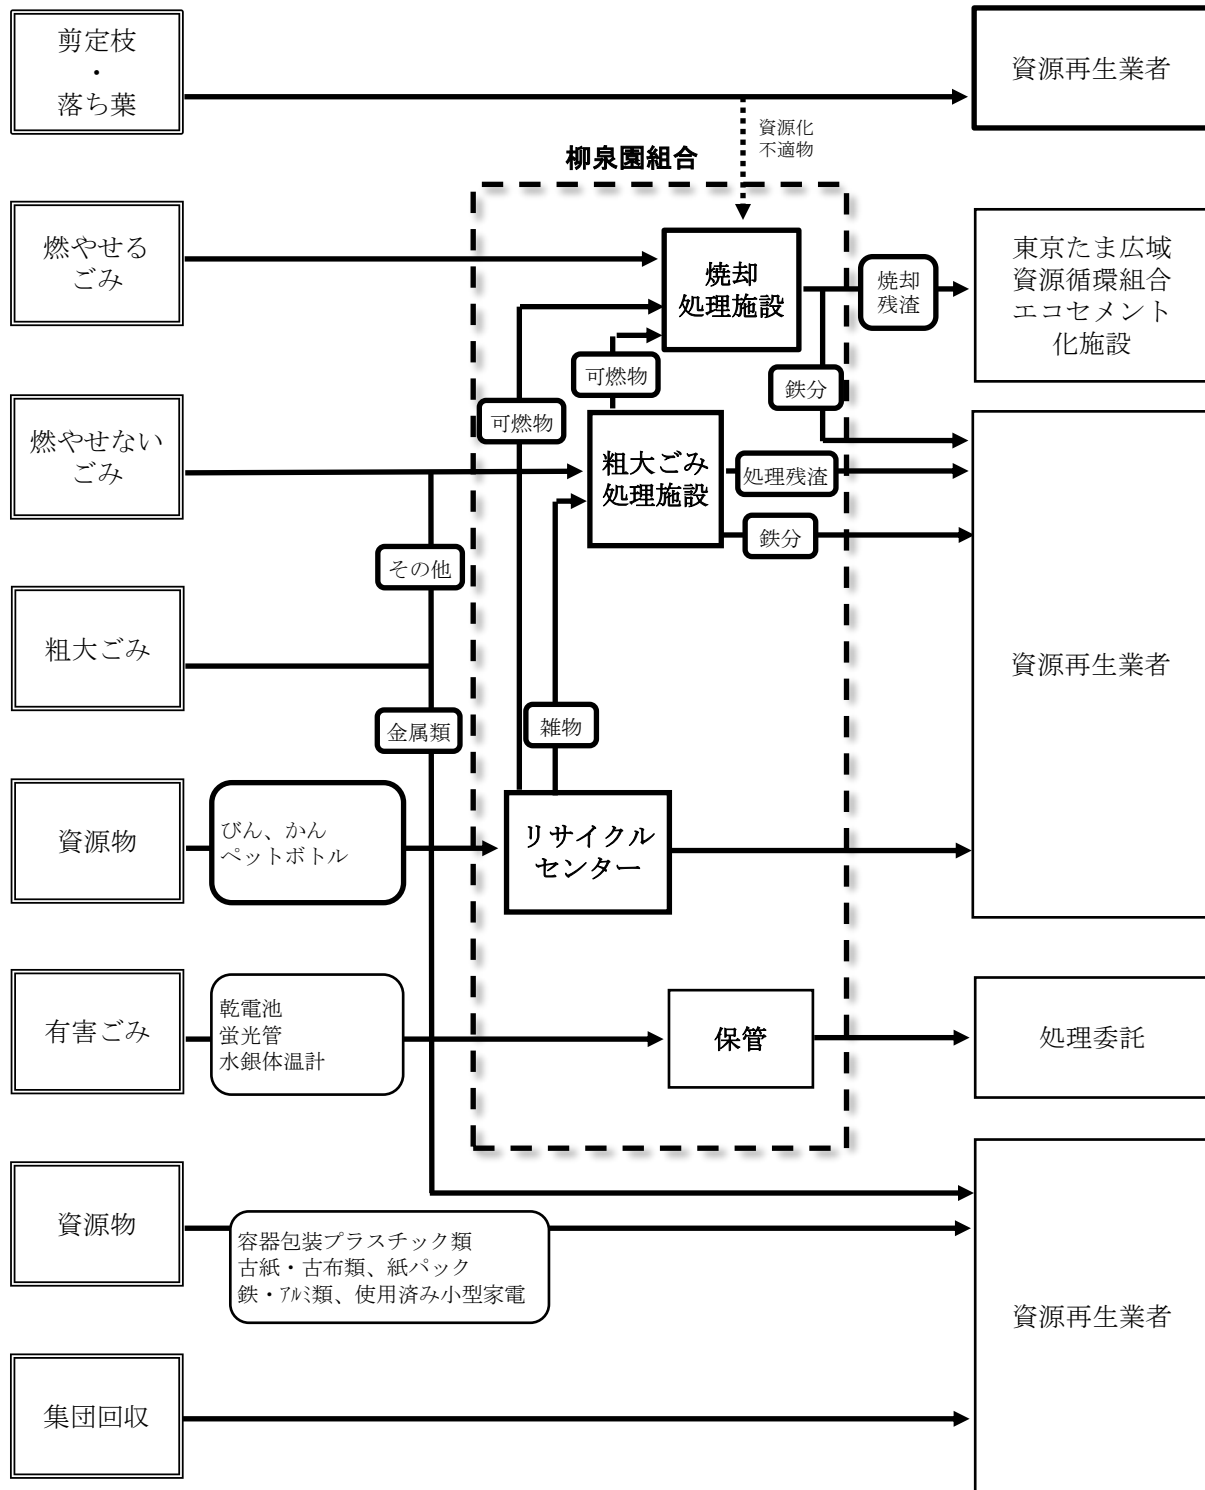 剪定枝
・
落ち葉
資源再生業者
資源化
不適物
柳泉園組合
燃やせる
ごみ
焼却
処理施設
焼却
残渣
東京たま広域
資源循環組合
エコセメント
化施設
可燃物
鉄分
可燃物
燃やせない
ごみ
粗大ごみ
処理施設
処理残渣
鉄分
その他
粗大ごみ
資源再生業者
金属類
雑物
資源物
びん、かん
ペットボトル
リサイクル
センター
有害ごみ
乾電池
蛍光管
水銀体温計
保管
処理委託
資源物
容器包装プラスチック類
古紙・古布類、紙パック
鉄・アルミ類、使用済み小型家電
資源再生業者
集団回収